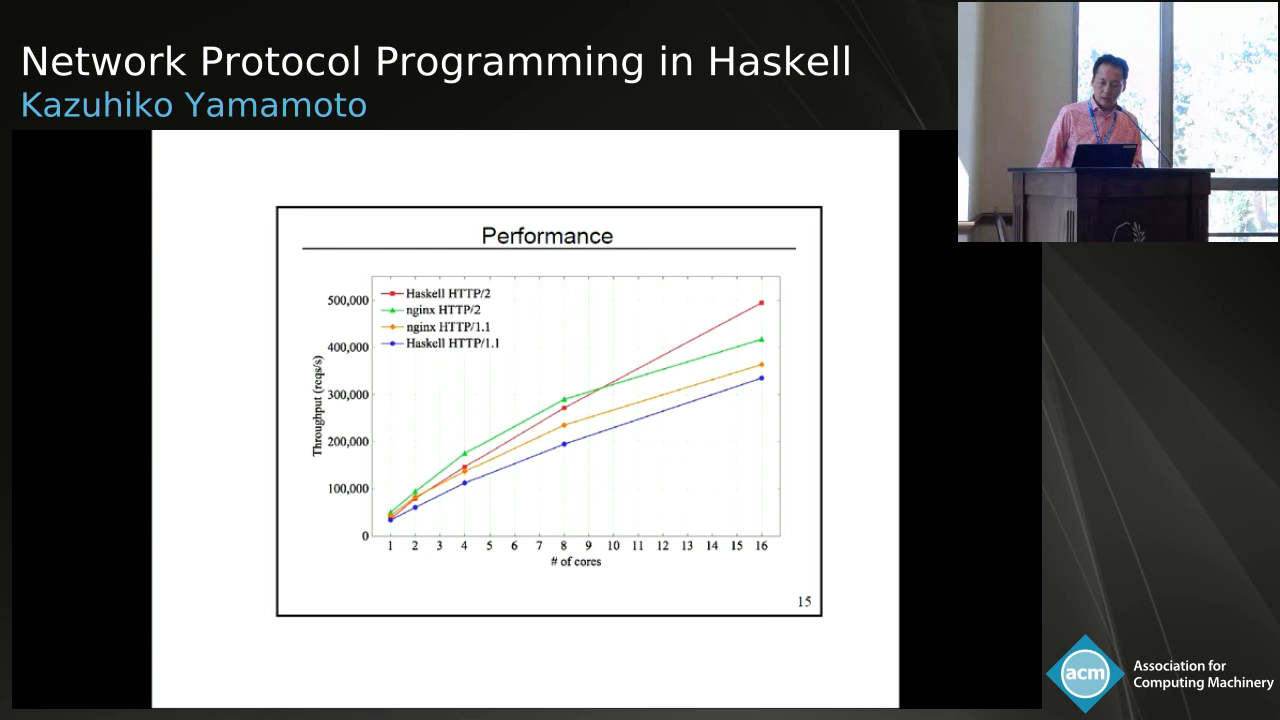 Network Protocol Programming in Haskell
Kazuhiko Yamamoto
Performance
Haskell HTTP/2
nginx HTTP/2
nginx HTTP/1.1
Haskell HTTP/1.1
500,000
400,000
300,000
200,000
100,000
0
Throughput (reqs/s)
1 2 3 4 5 6 7 8 9 10 11 12 13 14 15 16
# of cores
15
acm
Association for
Computing Machinery